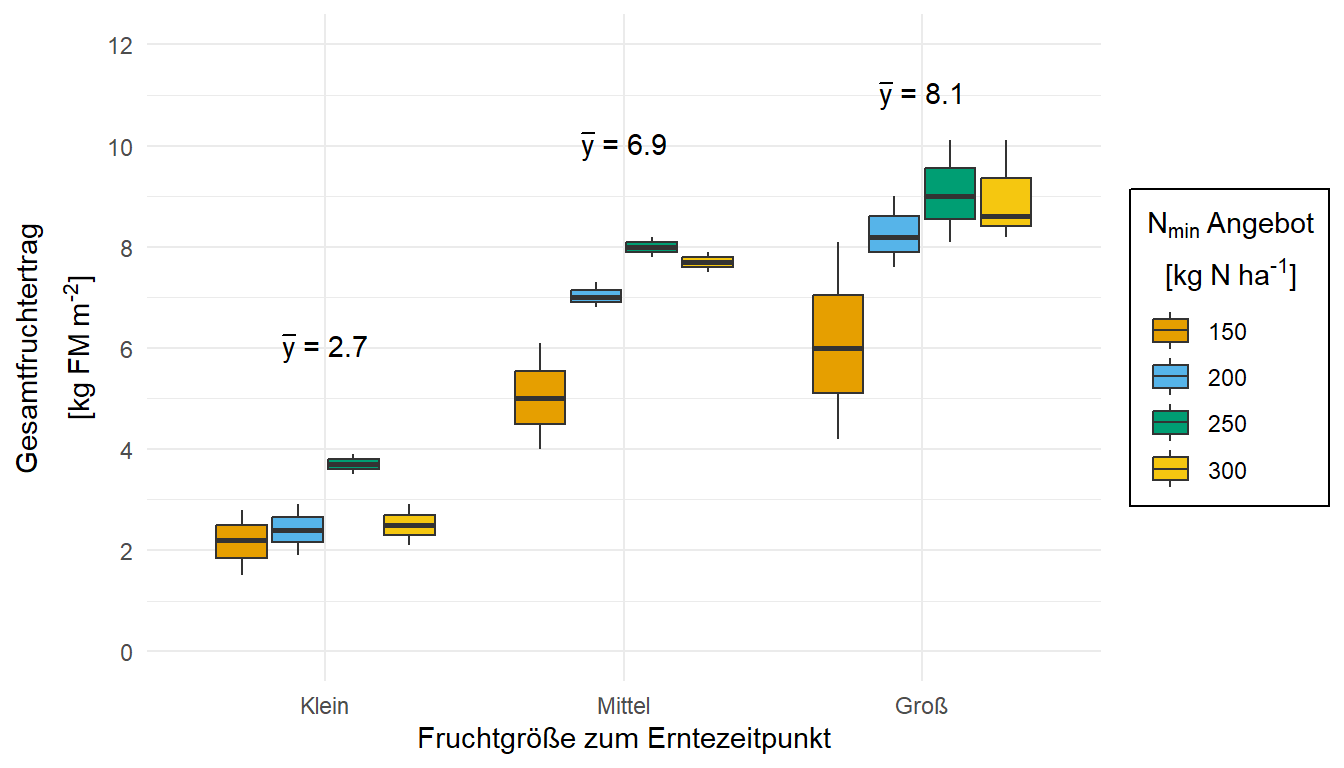 Gesamtfruchtertrag
[kg FM m⁻²]
12
10
8
6
4
2
0
y̅ = 2.7
y̅ = 6.9
y̅ = 8.1
Klein
Mittel
Groß
Fruchtgröße zum Erntezeitpunkt
Nmin Angebot
[kg N ha⁻¹]
150
200
250
300